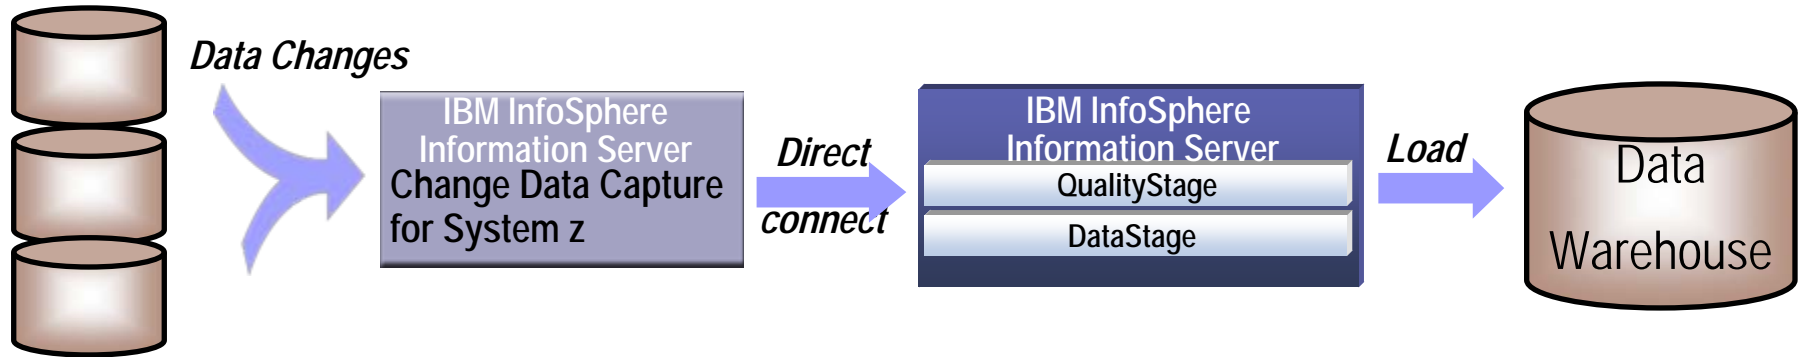 Data Changes
IBM InfoSphere
Information Server
Change Data Capture
for System z
Direct
connect
IBM InfoSphere
Information Server
QualityStage
DataStage
Load
Data
Warehouse